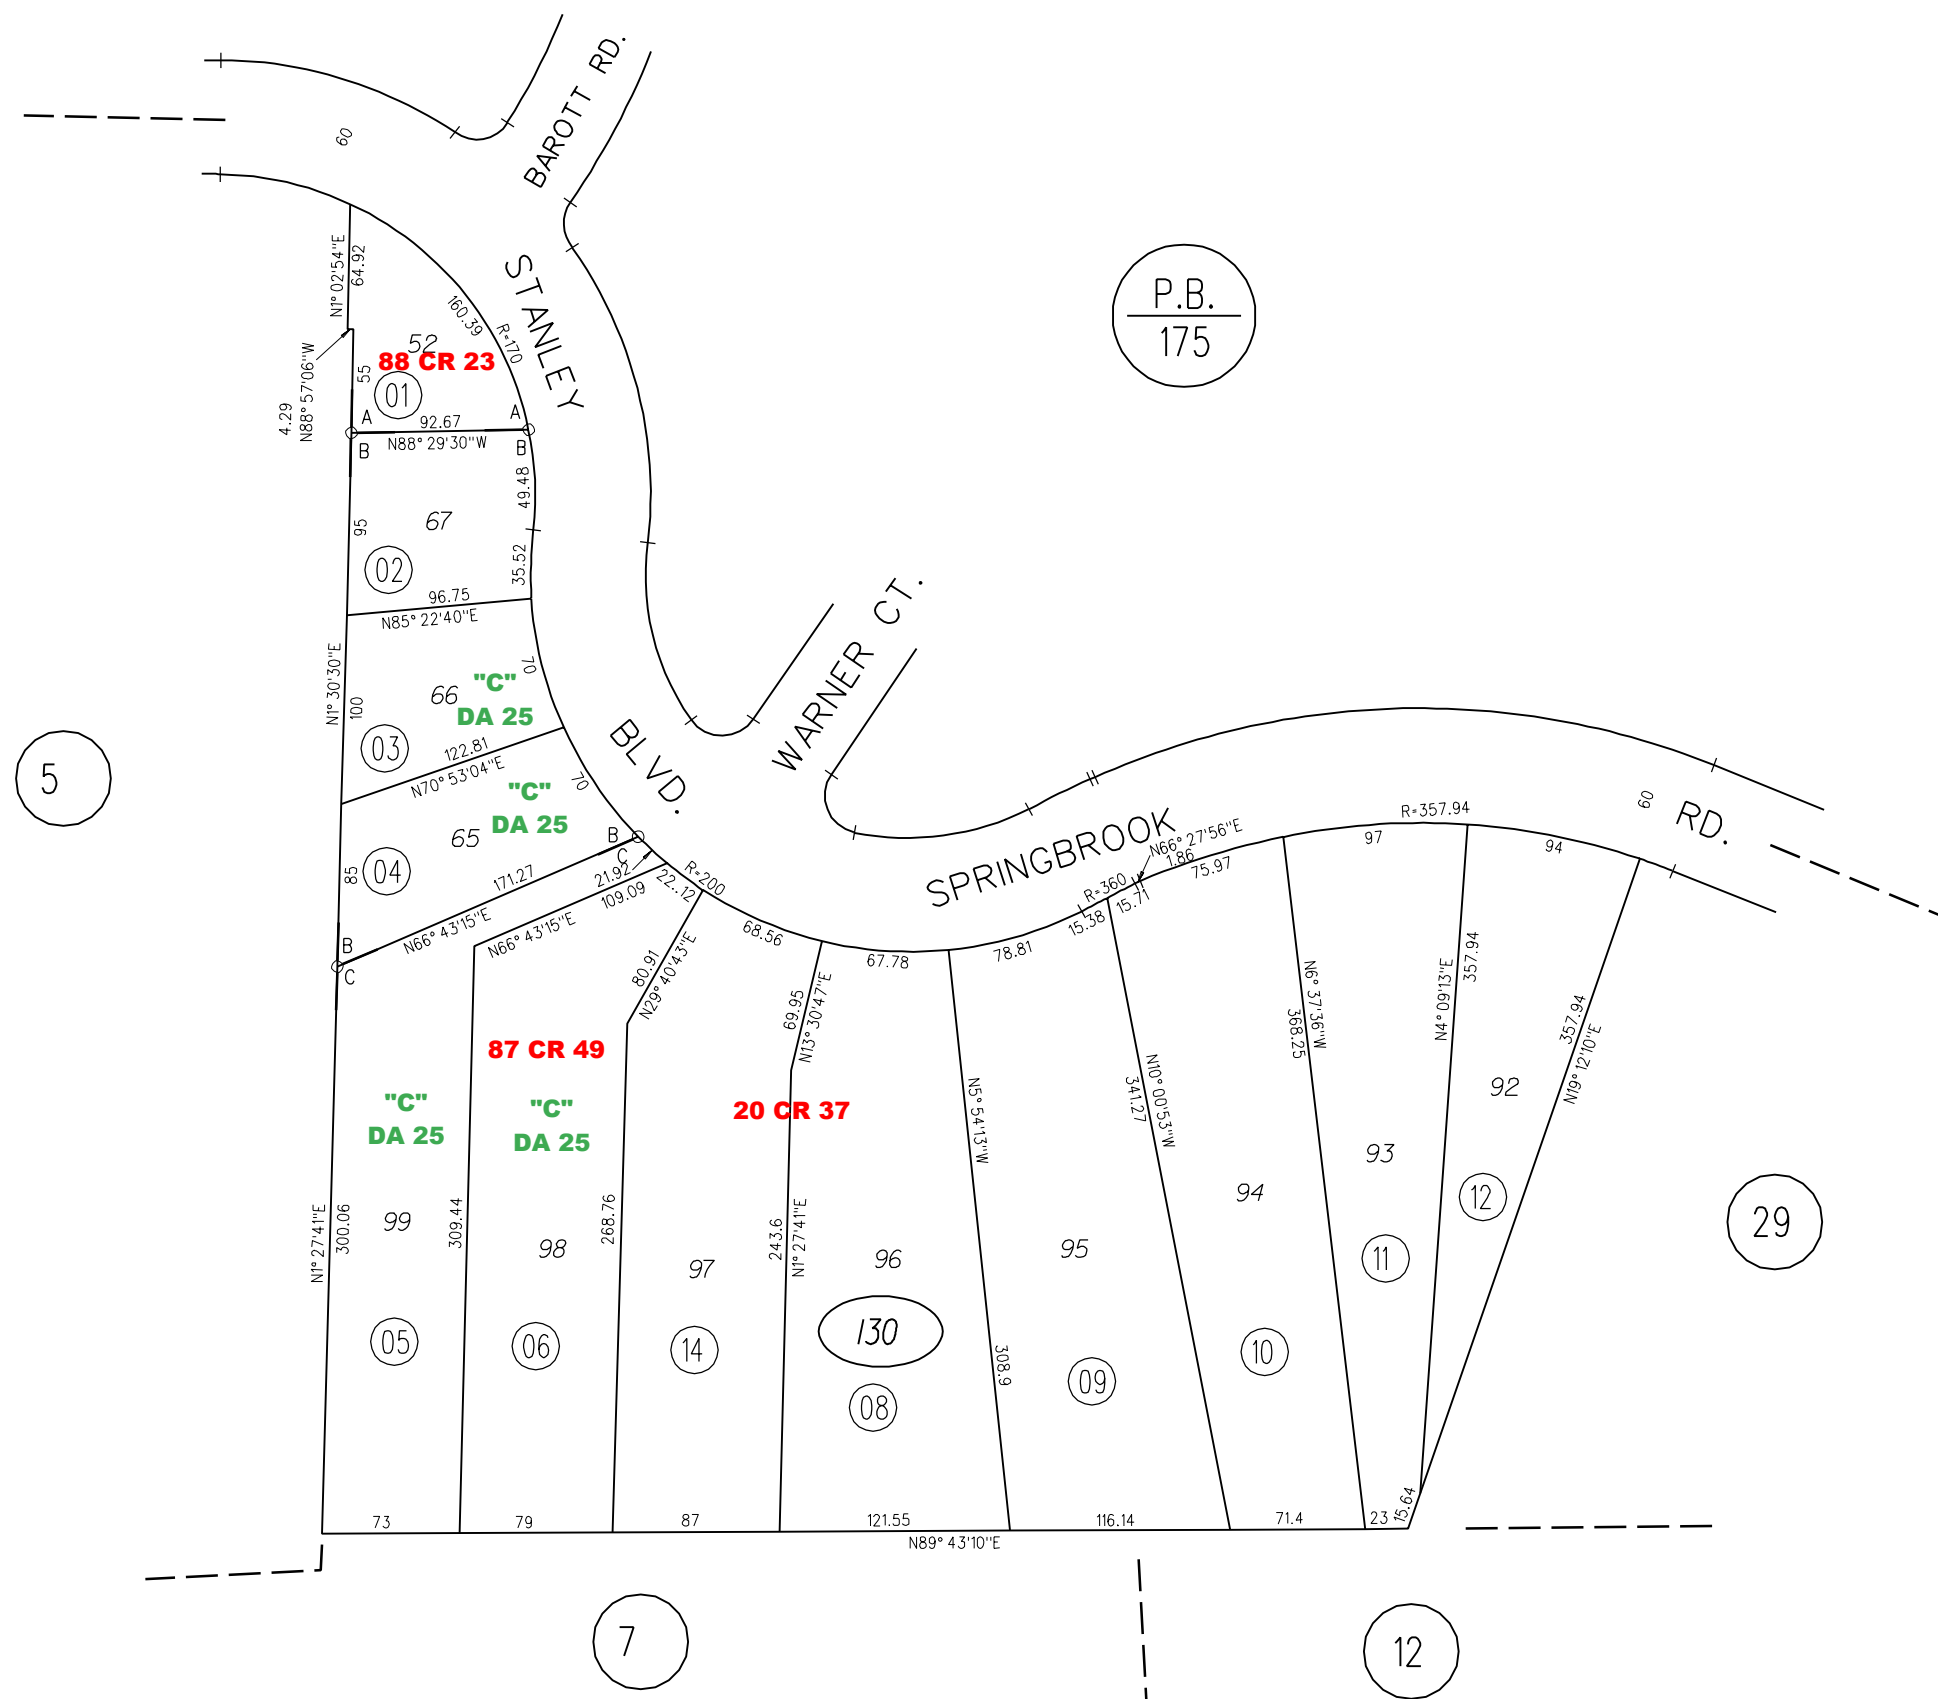 BAROTT RD.
60
STANLEY
BLVD.
P.B.
175
N1° 02'54"E
64.92
160.39
R=170
52
88 CR 23
01
55
4.29
N88° 57'06"W
A
A
92.67
N88° 29'30"W
B
B
49.48
67
95
02
35.52
96.75
N85° 22'40"E
N1° 30'30"E
100
66
"C"
DA 25
70
03
122.81
N70° 53'04"E
"C"
DA 25
70
65
04
85
B
C
171.27
N66° 43'15"E
B
C
21.92
22..12
R=200
109.09
N66° 43'15"E
5
WARNER CT.
SPRINGBROOK
RD.
60
R=357.94
N66° 27'56"E
1.86
75.97
97
94
R=360
15.71
15.38
78.81
67.78
68.56
80.91
N29° 40'43"E
69.95
N13° 30'47"E
87 CR 49
"C"
DA 25
"C"
DA 25
20 CR 37
N5° 54'13"W
308.9
N10° 00'53"W
341.27
N6° 37'36"W
368.25
N4° 09'13"E
357.94
357.94
N19° 12'10"E
92
93
94
95
96
97
98
99
N1° 27'41"E
300.06
309.44
268.76
243.6
N1° 27'41"E
130
05
06
14
08
09
10
11
12
29
73
79
87
121.55
116.14
71.4
23
15.64
N89° 43'10"E
7
12